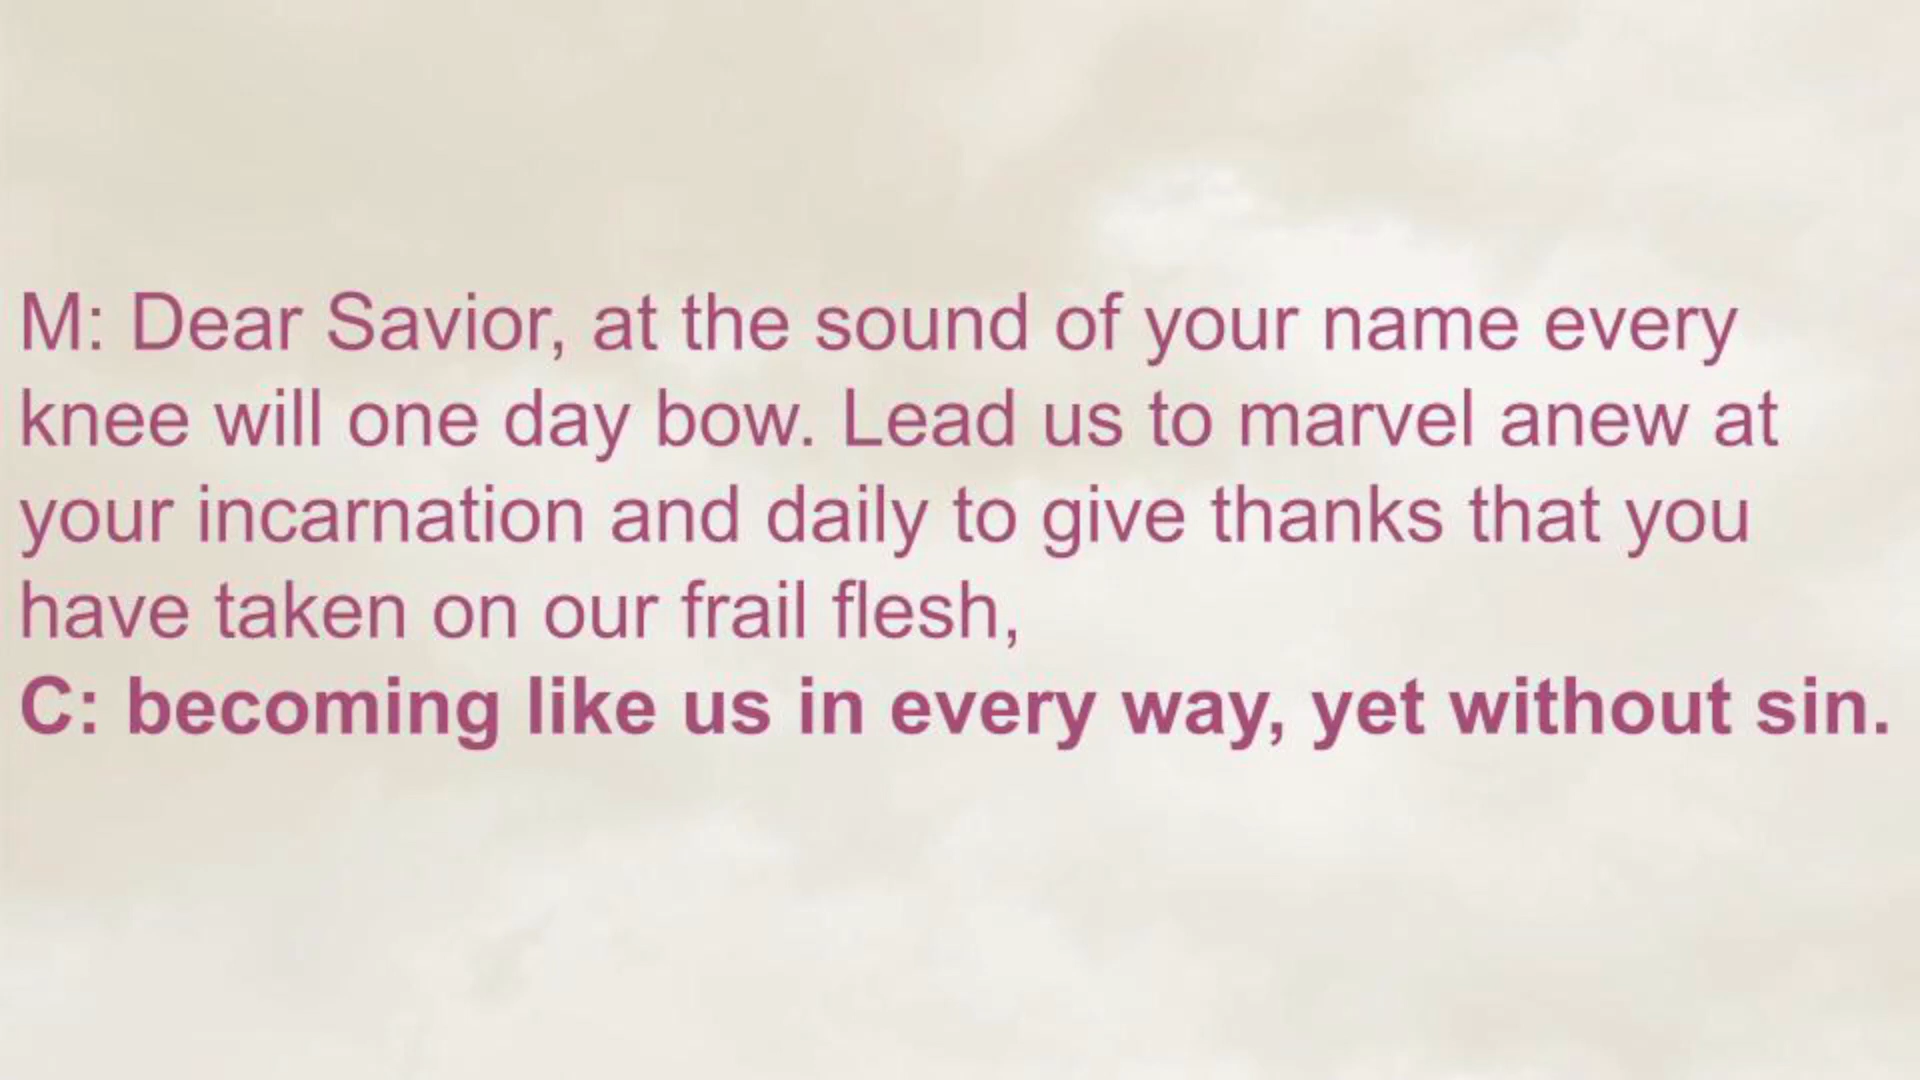 M: Dear Savior, at the sound of your name every
knee will one day bow. Lead us to marvel anew at
your incarnation and daily to give thanks that you
have taken on our frail flesh,
C: becoming like us in every way, yet without sin.